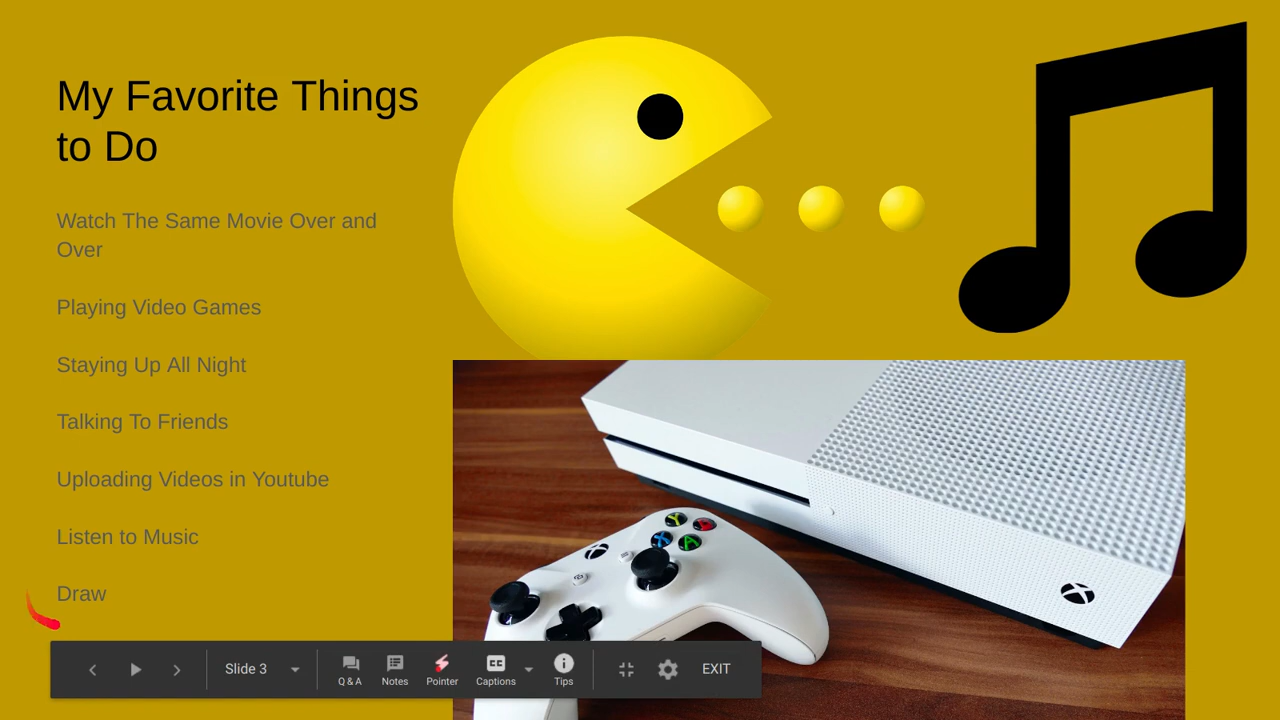 My Favorite Things
to Do
Watch The Same Movie Over and
Over
Playing Video Games
Staying Up All Night
Talking To Friends
Uploading Videos in Youtube
Listen to Music
Draw
Y
B
X
A
Slide 3
Q & A
Notes
Pointer
CC
Captions
Tips
EXIT